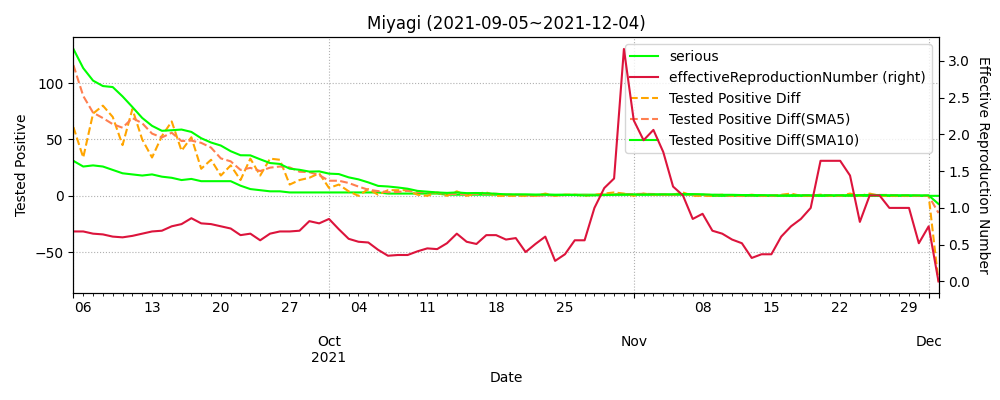 Miyagi (2021-09-05~2021-12-04)
serious
effectiveReproductionNumber (right)
Tested Positive Diff
Tested Positive Diff(SMA5)
Tested Positive Diff(SMA10)
Tested Positive
100
50
0
−50
3.0
2.5
2.0
1.5
1.0
0.5
0.0
Effective Reproduction Number
06 13 20 27 04 11 18 25 08 15 22 29
Oct Nov Dec
2021
Date